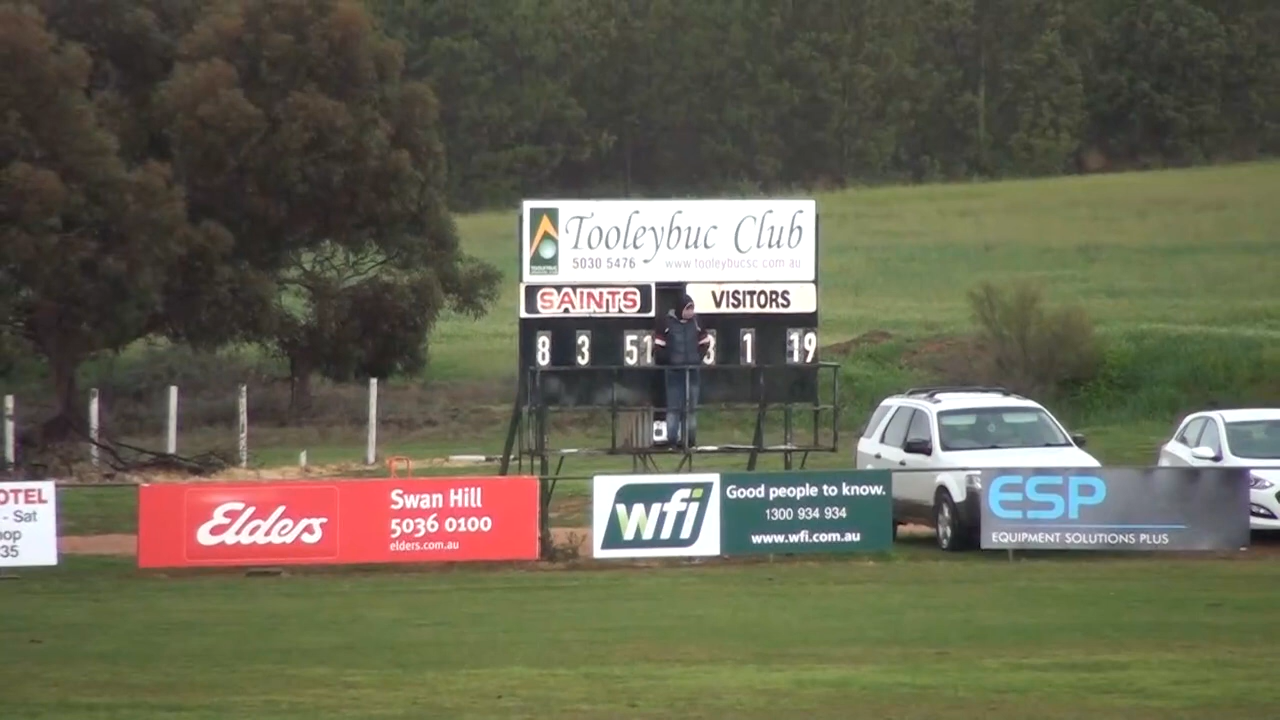 Tooleybuc Club
5030 5476 www.tooleybucsc.com.au
SAINTS VISITORS
8 3 51 3 1 19
OTEL
- Sat
op
35
Elders
Swan Hill
5036 0100
elders.com.au
wfi
Good people to know.
1300 934 934
www.wfi.com.au
ESP
EQUIPMENT SOLUTIONS PLUS